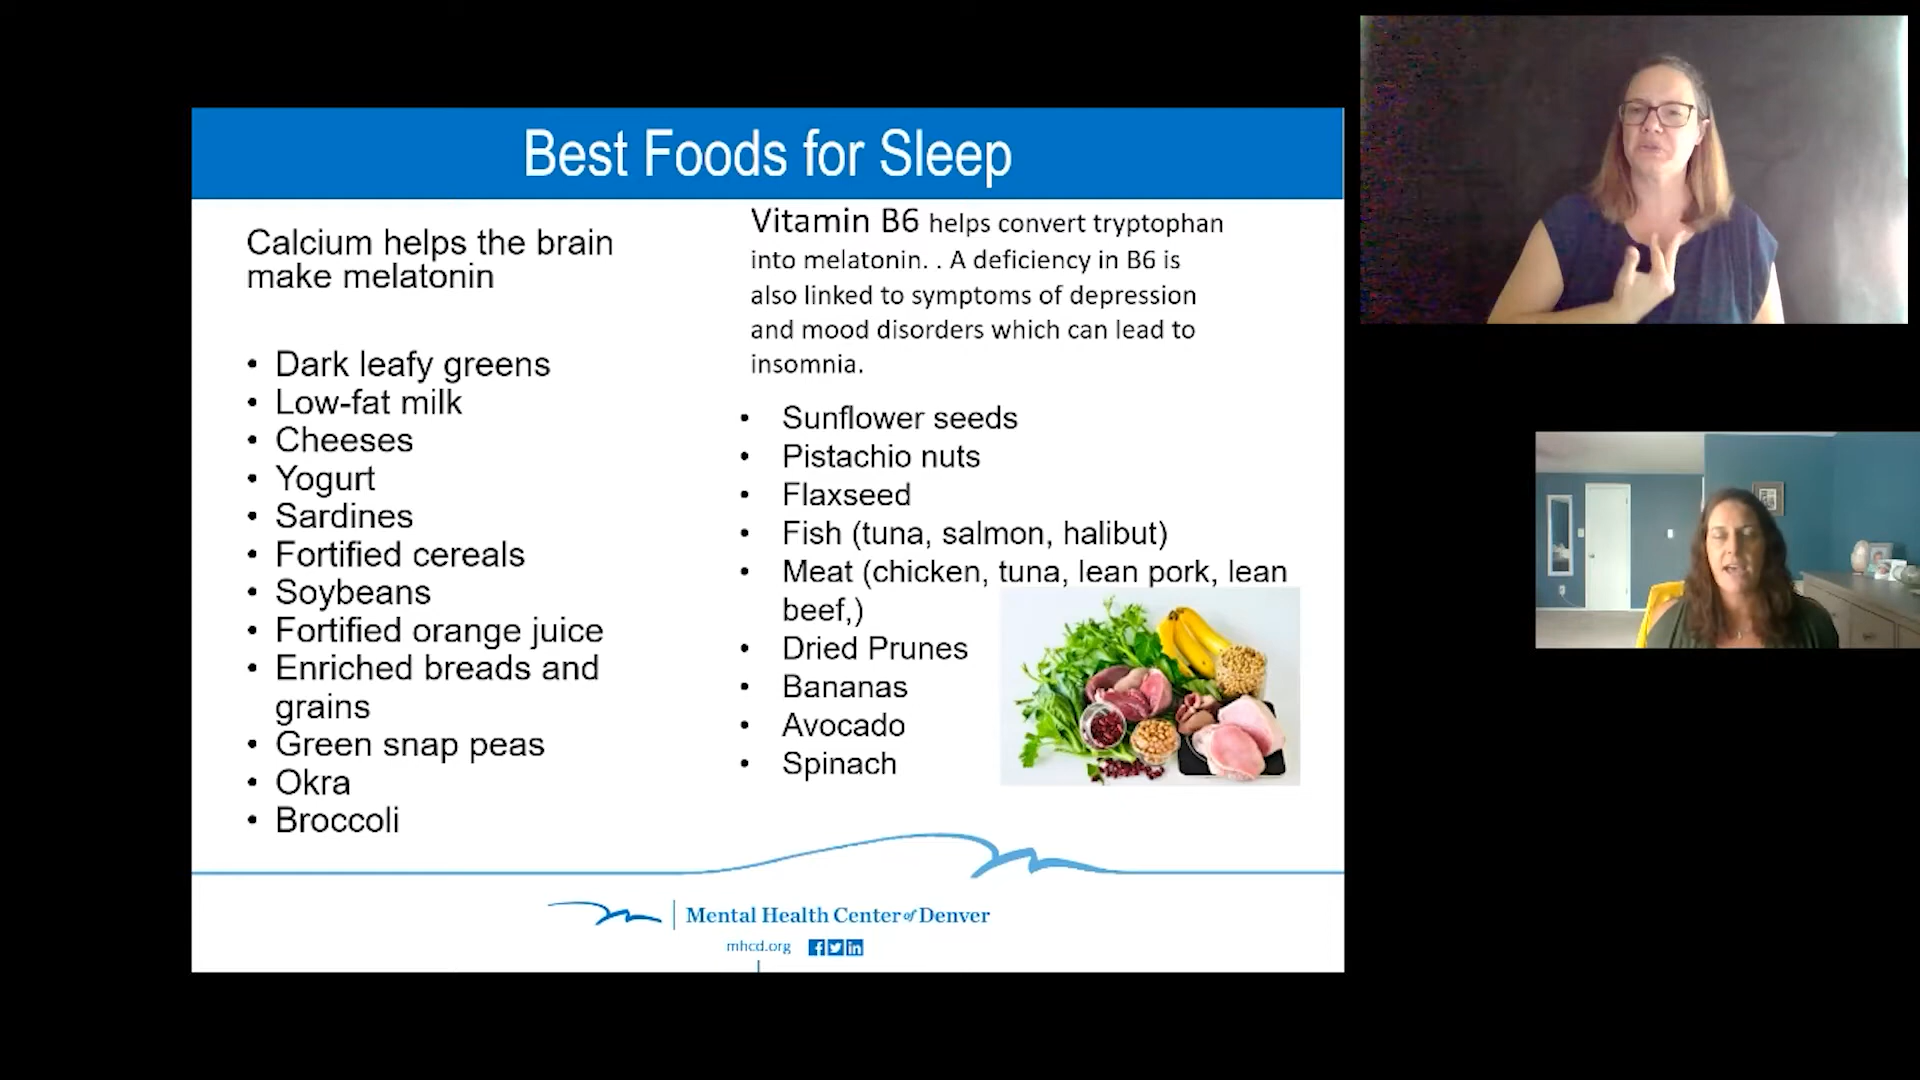 Best Foods for Sleep
Calcium helps the brain
make melatonin
• Dark leafy greens
• Low-fat milk
• Cheeses
• Yogurt
• Sardines
• Fortified cereals
• Soybeans
• Fortified orange juice
• Enriched breads and
grains
• Green snap peas
• Okra
• Broccoli
Vitamin B6 helps convert tryptophan
into melatonin. . A deficiency in B6 is
also linked to symptoms of depression
and mood disorders which can lead to
insomnia.
• Sunflower seeds
• Pistachio nuts
• Flaxseed
• Fish (tuna, salmon, halibut)
• Meat (chicken, tuna, lean pork, lean
beef,)
• Dried Prunes
• Bananas
• Avocado
• Spinach
Mental Health Center of Denver
mhcd.org